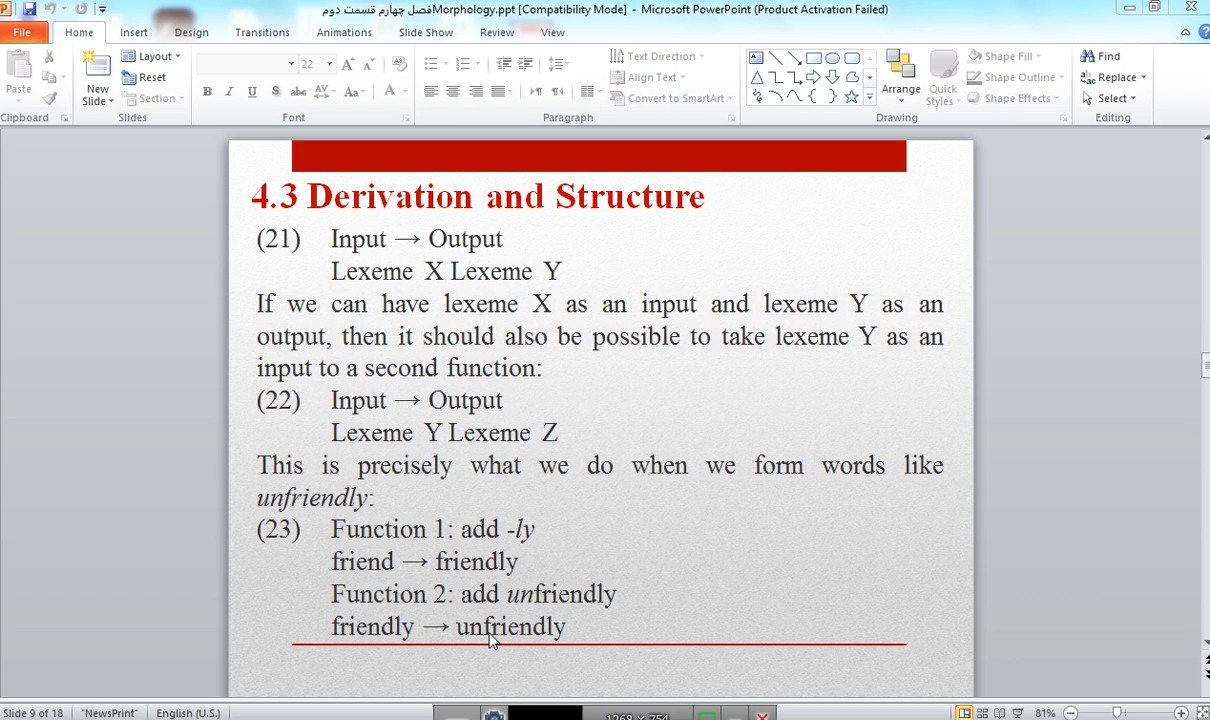 فصل چهارم قسمت دومMorphology.ppt [Compatibility Mode] - Microsoft PowerPoint (Product Activation Failed)
File Home Insert Design Transitions Animations Slide Show Review View
Paste
Clipboard
New Slide
Layout
Reset
Section
Slides
22
B I U S abc AV Aa A
Font
Text Direction
Align Text
Convert to SmartArt
Paragraph
Arrange
Quick Styles
Shape Fill
Shape Outline
Shape Effects
Drawing
Find
Replace
Select
Editing
4.3 Derivation and Structure
(21) Input → Output
Lexeme X Lexeme Y
If we can have lexeme X as an input and lexeme Y as an
output, then it should also be possible to take lexeme Y as an
input to a second function:
(22) Input → Output
Lexeme Y Lexeme Z
This is precisely what we do when we form words like
unfriendly:
(23) Function 1: add -ly
friend → friendly
Function 2: add unfriendly
friendly → unfriendly
Slide 9 of 18 "NewsPrint" English (U.S.) 81%